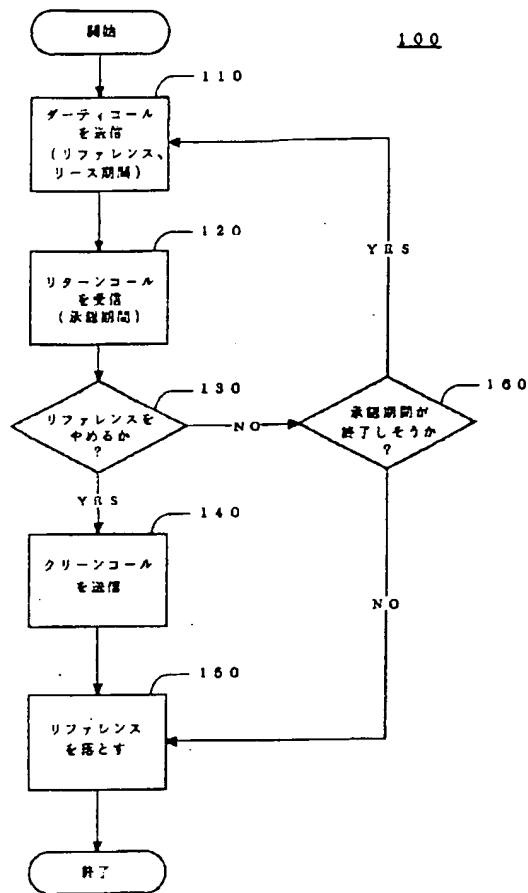 開始
100
110
ダーティコール
を送信
(リファレンス、
リース期間)
120
リターンコール
を受信
(承認期間)
130
リファレンスを
やめるか
?
NO
160
承認期間が
終了しそうか
?
YES
YES
140
クリーンコール
を送信
NO
150
リファレンス
を落とす
終了